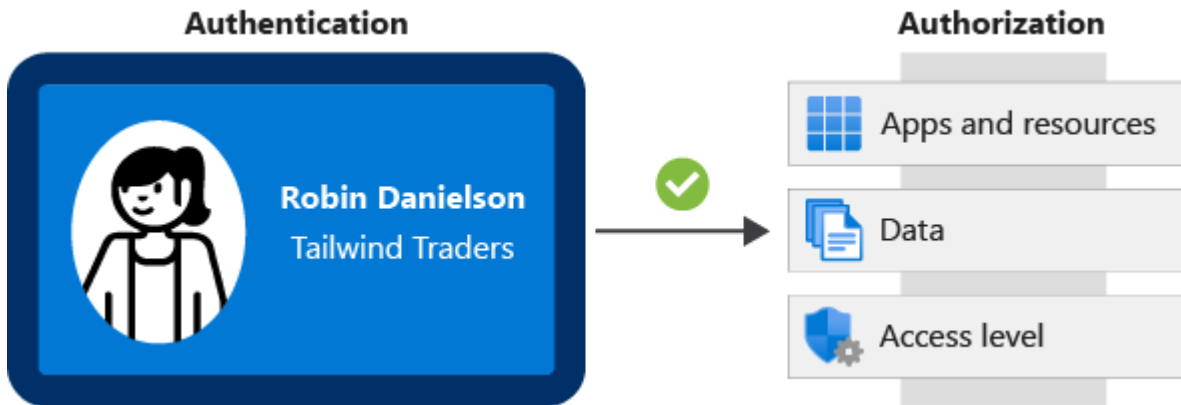 Authentication
Robin Danielson
Tailwind Traders
Authorization
Apps and resources
Data
Access level